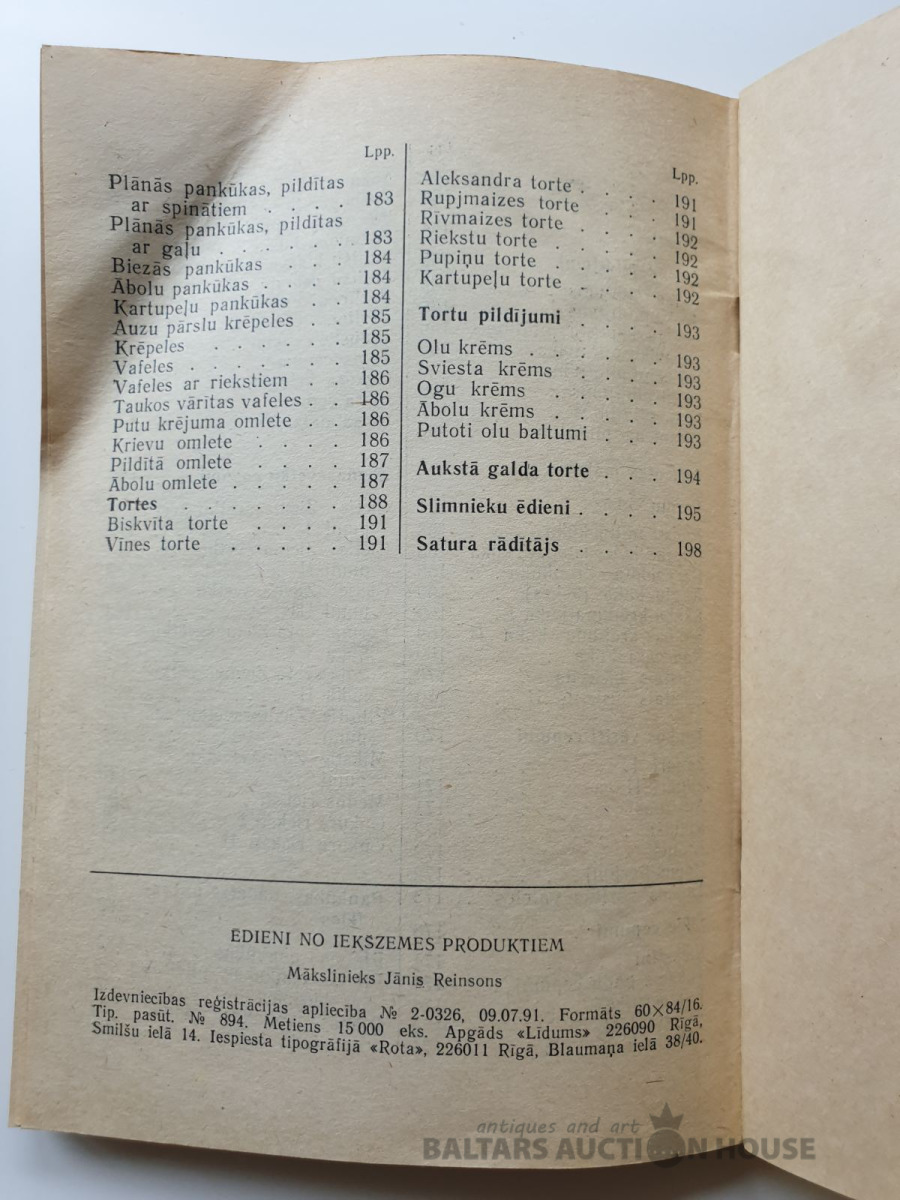 Lpp.
Plānās pankūkas, pildītas
ar spinātiem . . . . 183
Plānās pankūkas, pildītas
ar gaļu . . . . . . 183
Biezās pankūkas . . . 184
Ābolu pankūkas . . . . 184
Kartupeļu pankūkas . . 184
Auzu pārslu krēpeles . . 185
Krēpeles . . . . . . 185
Vafeles . . . . . . 185
Vafeles ar riekstiem . . 186
Taukos vārītas vafeles . . 186
Putu krējuma omlete . . 186
Krievu omlete . . . . 186
Pildītā omlete . . . . 187
Ābolu omlete . . . . . 187
Tortes . . . . . . . 188
Biskvīta torte . . . . 191
Vīnes torte . . . . . 191
Lpp.
Aleksandra torte . . . . 191
Rupjmaizes torte . . . 191
Rīvmaizes torte . . . 192
Riekstu torte . . . . 192
Pupiņu torte . . . . 192
Kartupeļu torte . . . . 192
Tortu pildījumi . . . . 193
Olu krēms . . . . . 193
Sviesta krēms . . . . 193
Ogu krēms . . . . . 193
Ābolu krēms . . . . 193
Putoti olu baltumi . . . 193
Aukstā galda torte . . . 194
Slimnieku ēdieni . . . . 195
Satura rādītājs . . . . 198
EDIENI NO IEKSZEMES PRODUKTIEM
Mākslinieks Jānis Reinsons
Izdevniecības reģistrācijas apliecība № 2-0326, 09.07.91. Formāts 60×84/16.
Tip. pasūt. № 894. Metiens 15 000 eks. Apgāds «Līdums» 226090 Rīgā,
Smilšu ielā 14. Iespiesta tipogrāfijā «Rota», 226011 Rīgā, Blaumaņa ielā 38/40.
antiques and art
BALTARS AUCTION HOUSE